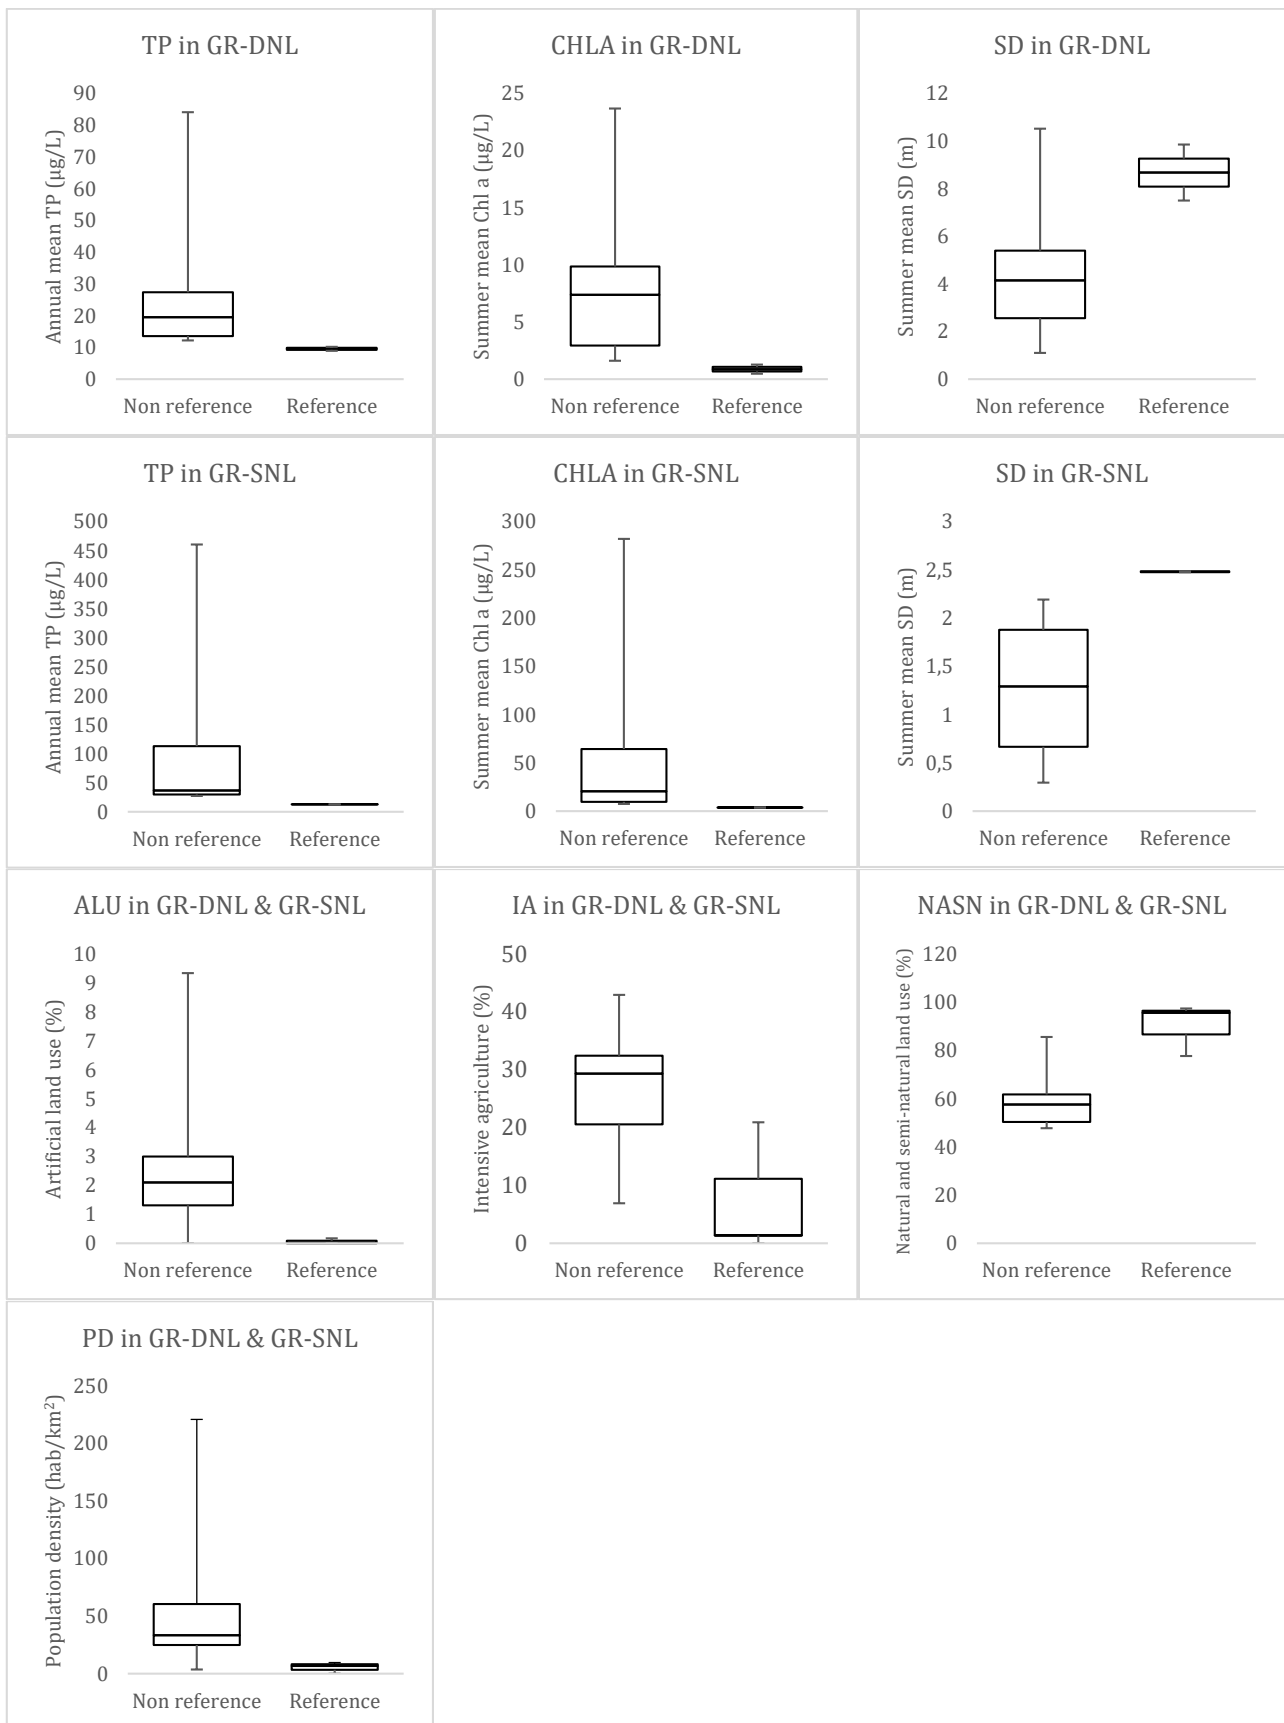 TP in GR-DNL
Annual mean TP (µg/L)
90
80
70
60
50
40
30
20
10
0
Non reference Reference
CHLA in GR-DNL
Summer mean Chl a (µg/L)
25
20
15
10
5
0
Non reference Reference
SD in GR-DNL
Summer mean SD (m)
12
10
8
6
4
2
0
Non reference Reference
TP in GR-SNL
Annual mean TP (µg/L)
500
450
400
350
300
250
200
150
100
50
0
Non reference Reference
CHLA in GR-SNL
Summer mean Chl a (µg/L)
300
250
200
150
100
50
0
Non reference Reference
SD in GR-SNL
Summer mean SD (m)
3
2,5
2
1,5
1
0,5
0
Non reference Reference
ALU in GR-DNL & GR-SNL
Artificial land use (%)
10
9
8
7
6
5
4
3
2
1
0
Non reference Reference
IA in GR-DNL & GR-SNL
Intensive agriculture (%)
50
40
30
20
10
0
Non reference Reference
NASN in GR-DNL & GR-SNL
Natural and semi-natural land use (%)
120
100
80
60
40
20
0
Non reference Reference
PD in GR-DNL & GR-SNL
Population density (hab/km²)
250
200
150
100
50
0
Non reference Reference